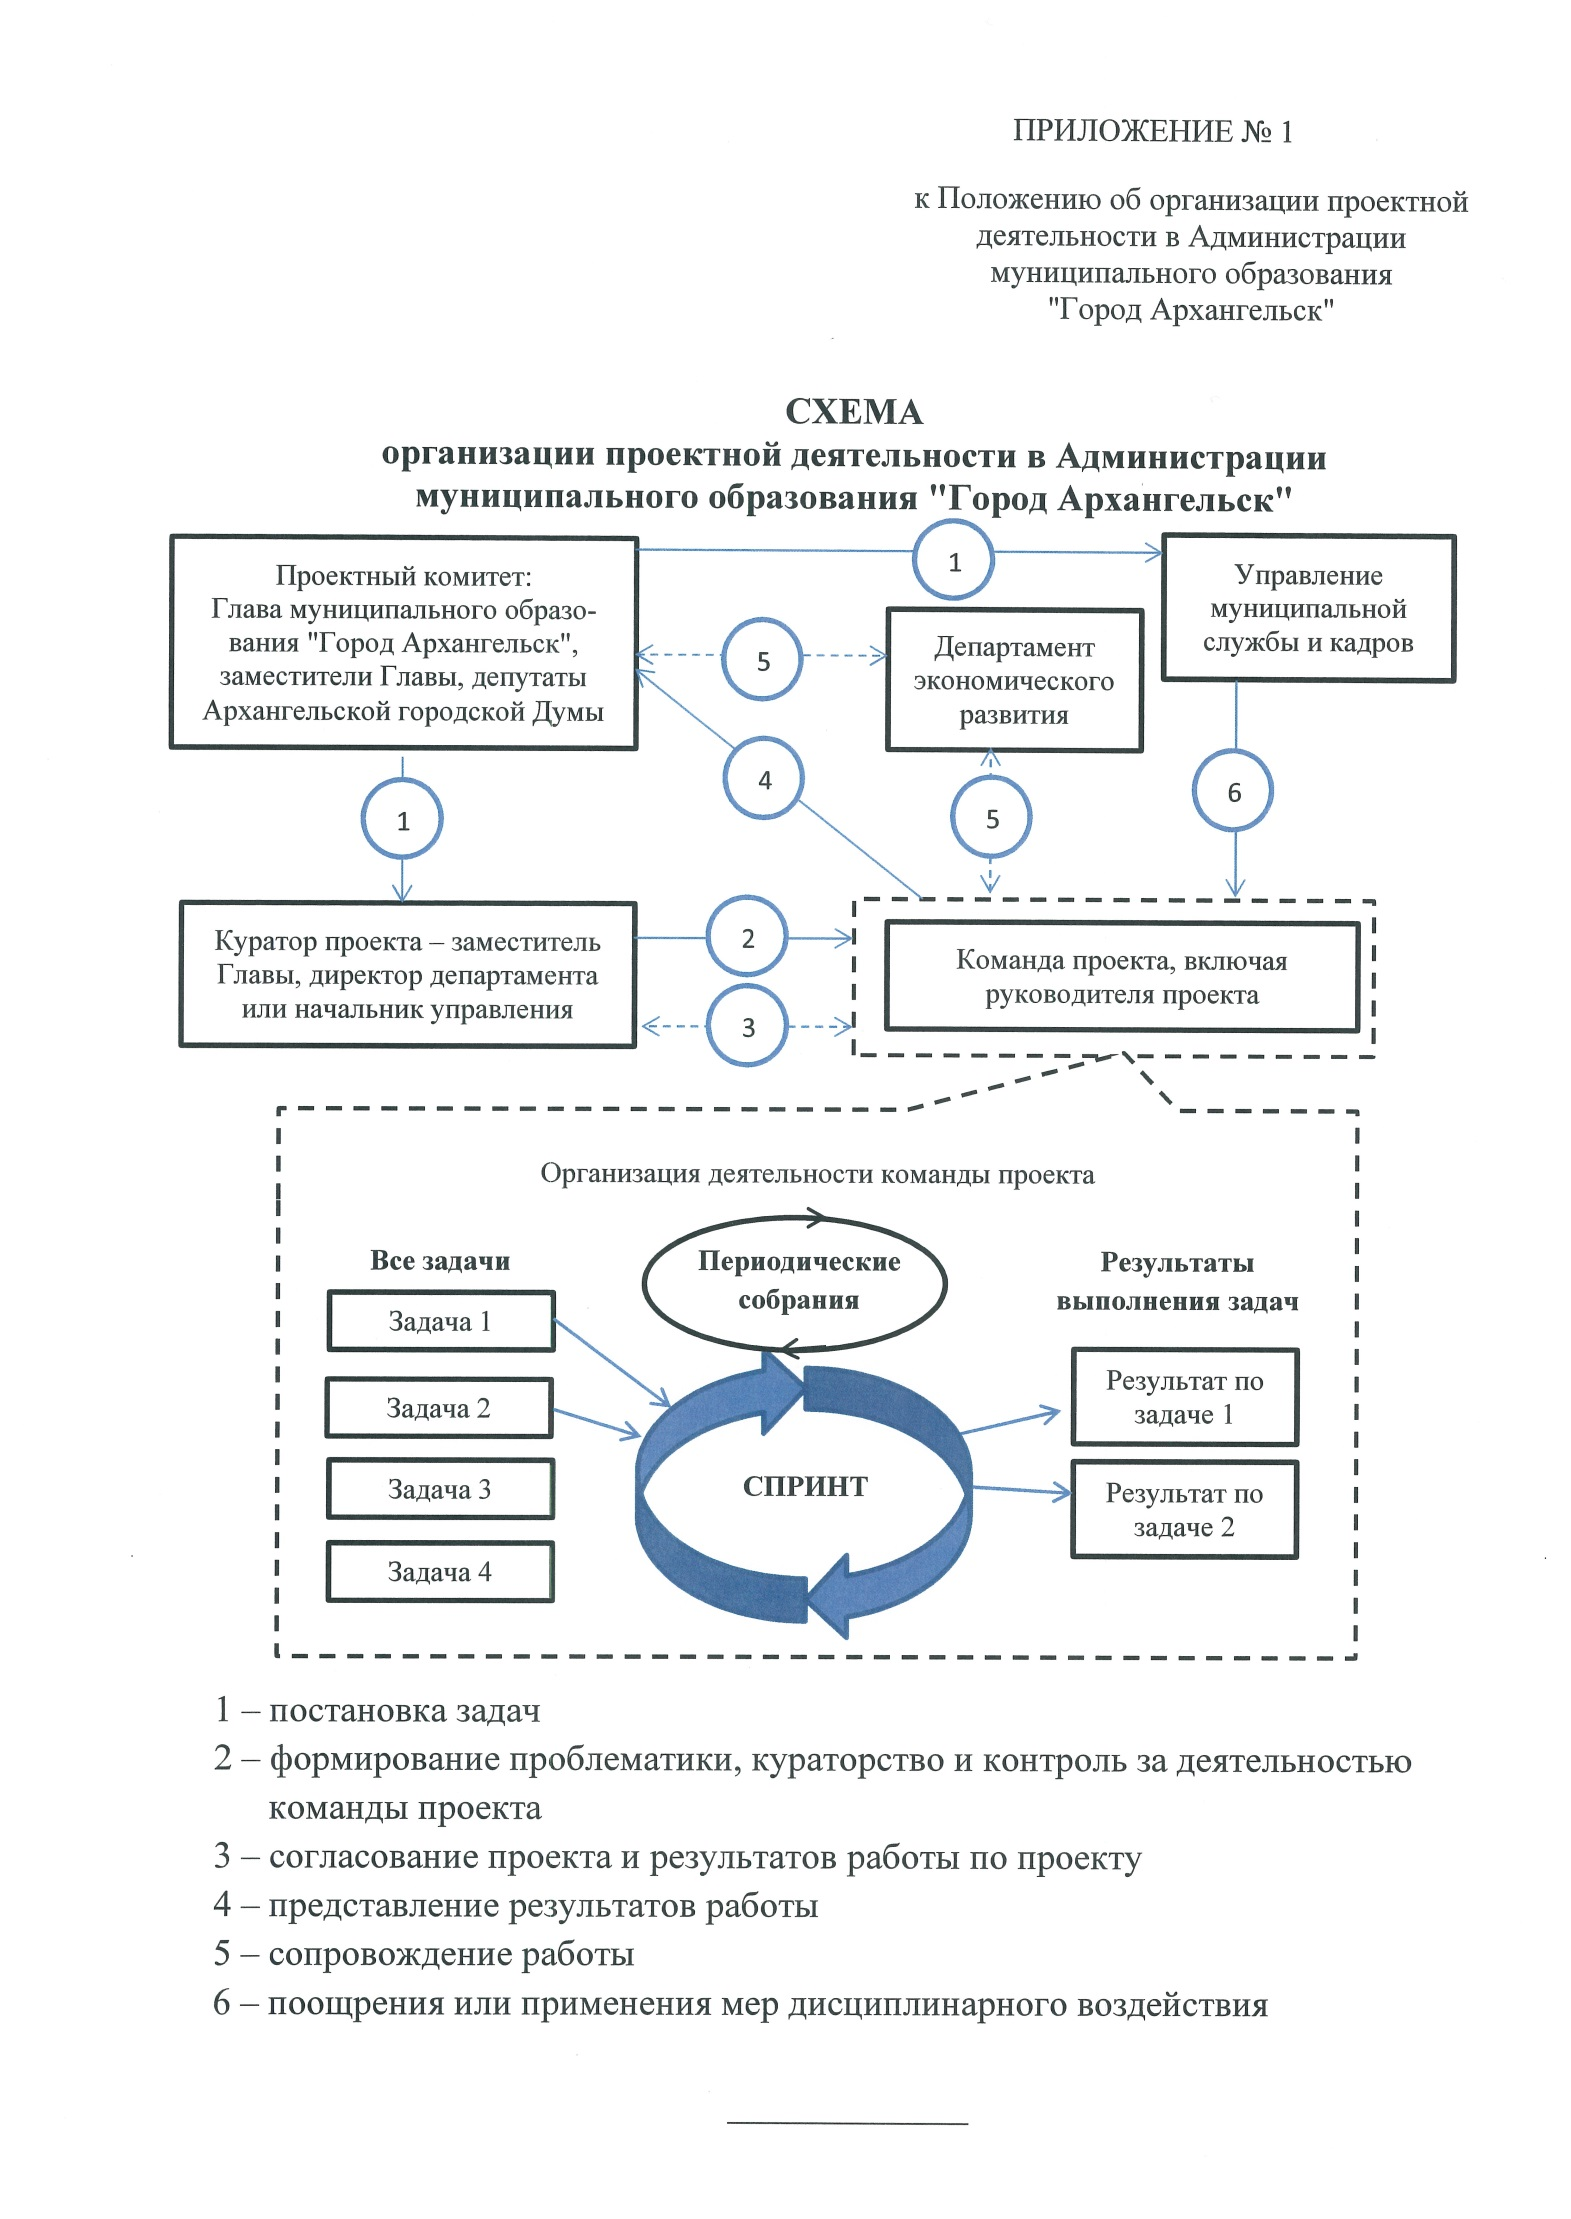 ПРИЛОЖЕНИЕ № 1
к Положению об организации проектной
деятельности в Администрации
муниципального образования
"Город Архангельск"
СХЕМА
организации проектной деятельности в Администрации
муниципального образования "Город Архангельск"
Проектный комитет:
Глава муниципального образо-
вания "Город Архангельск",
заместители Главы, депутаты
Архангельской городской Думы
1
Управление
муниципальной
службы и кадров
5
Департамент
экономического
развития
4
1
5
6
Куратор проекта – заместитель
Главы, директор департамента
или начальник управления
2
3
Команда проекта, включая
руководителя проекта
Организация деятельности команды проекта
Все задачи
Задача 1
Задача 2
Задача 3
Задача 4
Периодические
собрания
СПРИНТ
Результаты
выполнения задач
Результат по
задаче 1
Результат по
задаче 2
1 – постановка задач
2 – формирование проблематики, кураторство и контроль за деятельностью
команды проекта
3 – согласование проекта и результатов работы по проекту
4 – представление результатов работы
5 – сопровождение работы
6 – поощрения или применения мер дисциплинарного воздействия